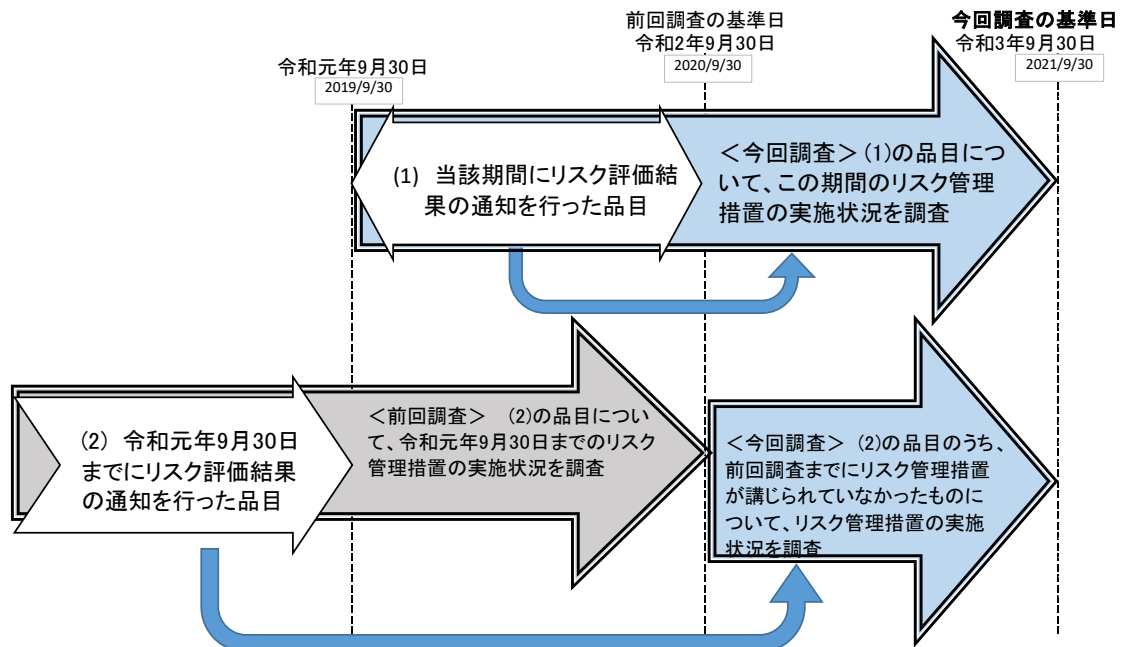 前回調査の基準日
令和2年9月30日
2020/9/30
今回調査の基準日
令和3年9月30日
2021/9/30
令和元年9月30日
2019/9/30
(1) 当該期間にリスク評価結
果の通知を行った品目
＜今回調査＞ (1)の品目につ
いて、この期間のリスク管理
措置の実施状況を調査
(2) 令和元年9月30日
までにリスク評価結果
の通知を行った品目
＜前回調査＞ (2)の品目につい
て、令和元年9月30日までのリスク
管理措置の実施状況を調査
＜今回調査＞ (2)の品目のうち、
前回調査までにリスク管理措置
が講じられていなかったものに
ついて、リスク管理措置の実施
状況を調査